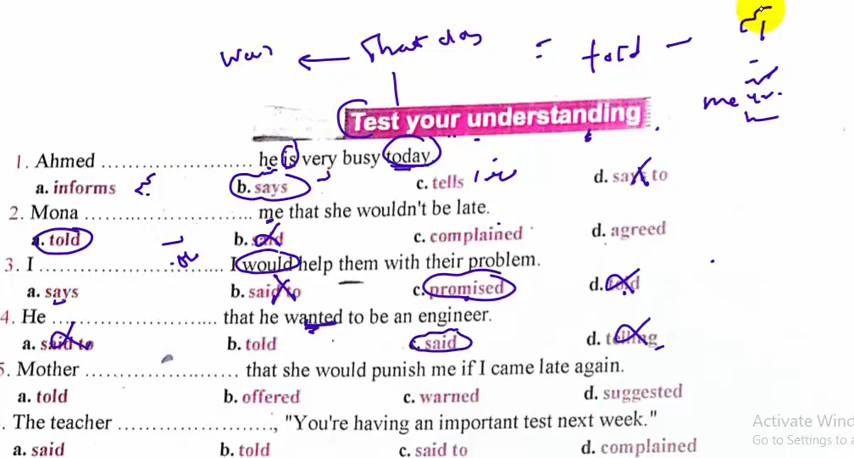 was ← That day : told -
me
Test your understanding
1. Ahmed ............................ he is very busy today.
a. informs b. says c. tells d. says to
2. Mona ............................ me that she wouldn't be late.
a. told b. said c. complained d. agreed
3. I .................................... I would help them with their problem.
a. says b. said to c. promised d. told
4. He ........................... that he wanted to be an engineer.
a. said to b. told c. said d. telling
5. Mother ............................ that she would punish me if I came late again.
a. told b. offered c. warned d. suggested
. The teacher .........................., "You're having an important test next week."
a. said b. told c. said to d. complained
Activate Wind
Go to Settings to a